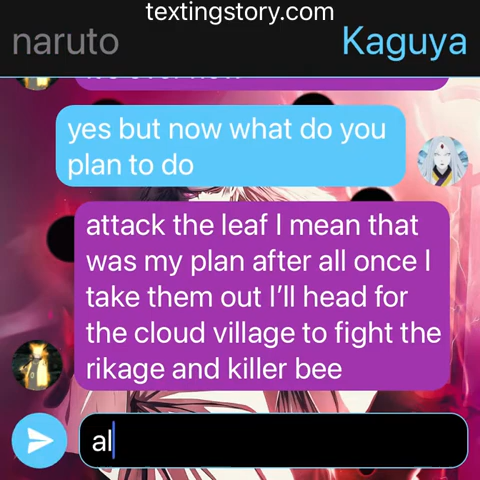 textingstory.com
naruto
Kaguya
yes but now what do you
plan to do
attack the leaf I mean that
was my plan after all once I
take them out I'll head for
the cloud village to fight the
rikage and killer bee
al